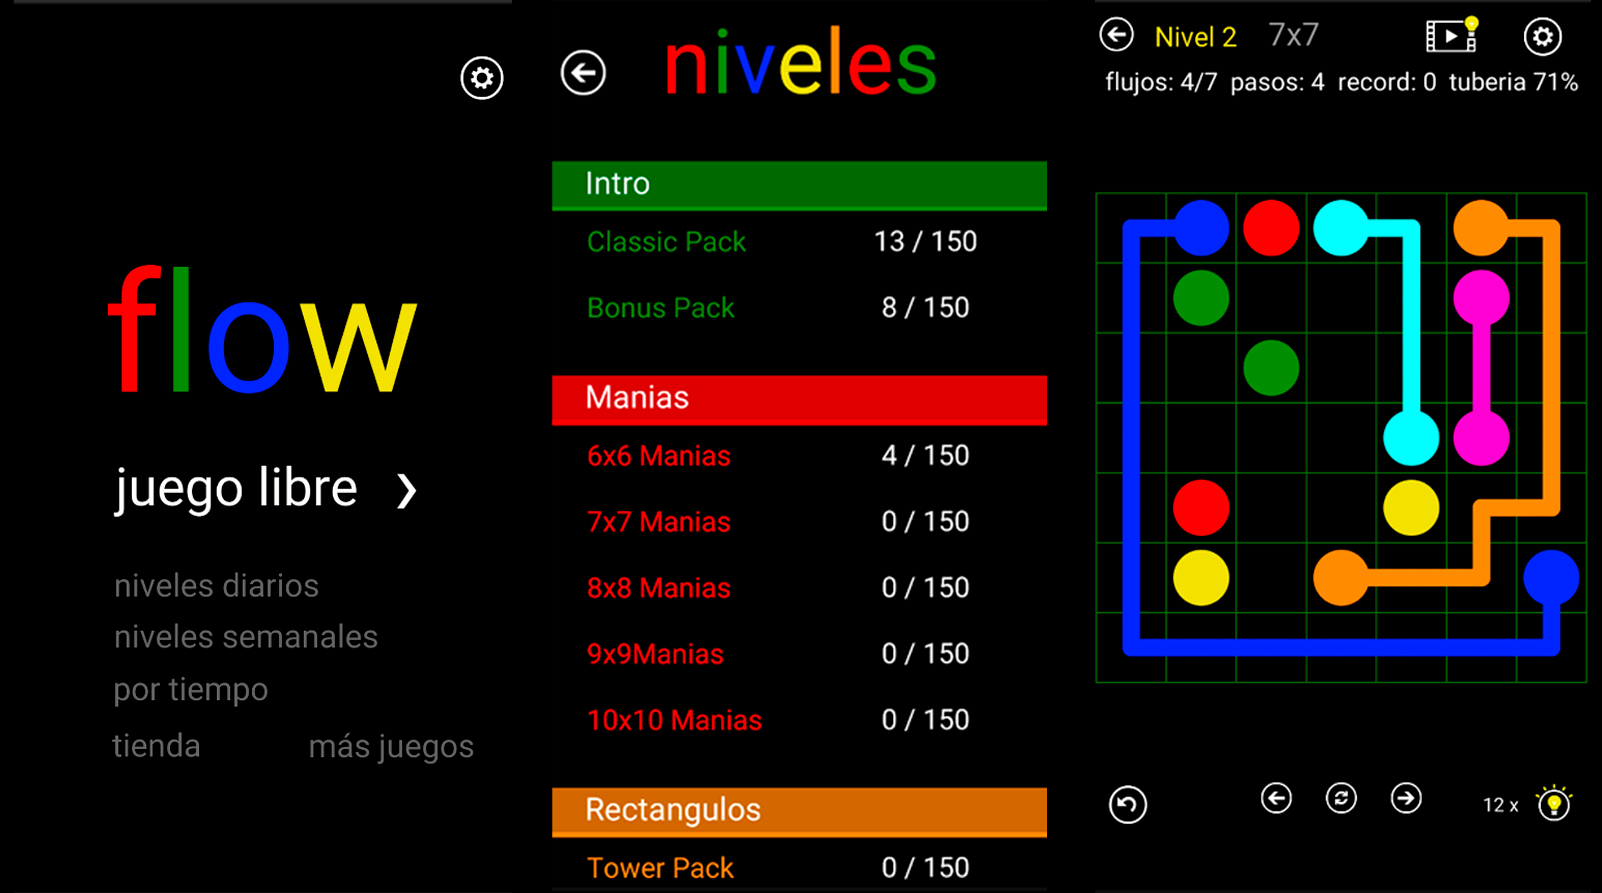 flow
juego libre ❯
niveles diarios
niveles semanales
por tiempo
tienda más juegos
niveles
Intro
Classic Pack 13 / 150
Bonus Pack 8 / 150
Manias
6x6 Manias 4 / 150
7x7 Manias 0 / 150
8x8 Manias 0 / 150
9x9Manias 0 / 150
10x10 Manias 0 / 150
Rectangulos
Tower Pack 0 / 150
Nivel 2 7x7
flujos: 4/7 pasos: 4 record: 0 tuberia 71%
12 x